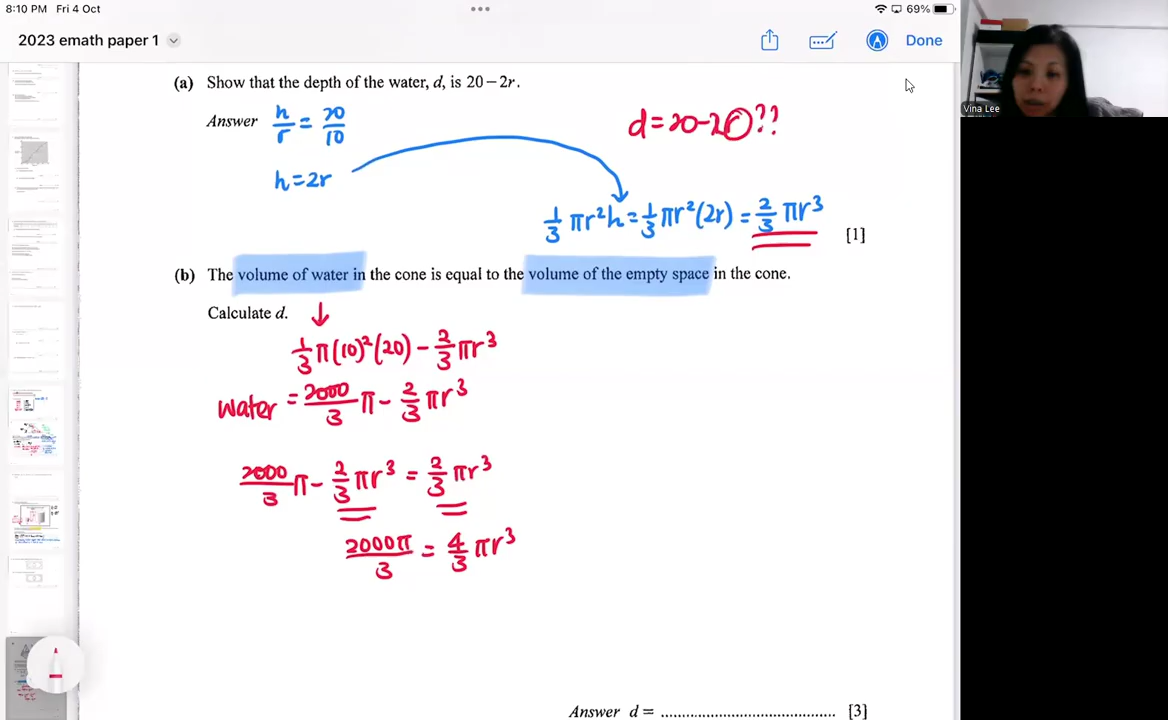 8:10 PM Fri 4 Oct
69%
2023 emath paper 1
Done
(a) Show that the depth of the water, d, is 20 − 2r.
Answer h/r = 20/10
d = 20 - 2r ??
h = 2r
1/3 πr²h = 1/3 πr²(2r) = 2/3 πr³
[1]
(b) The volume of water in the cone is equal to the volume of the empty space in the cone.
Calculate d.
1/3 π(10)²(20) − 2/3 πr³
water = 2000/3 π − 2/3 πr³
2000/3 π − 2/3 πr³ = 2/3 πr³
2000π/3 = 4/3 πr³
Answer d = ........................................ [3]
Vina Lee